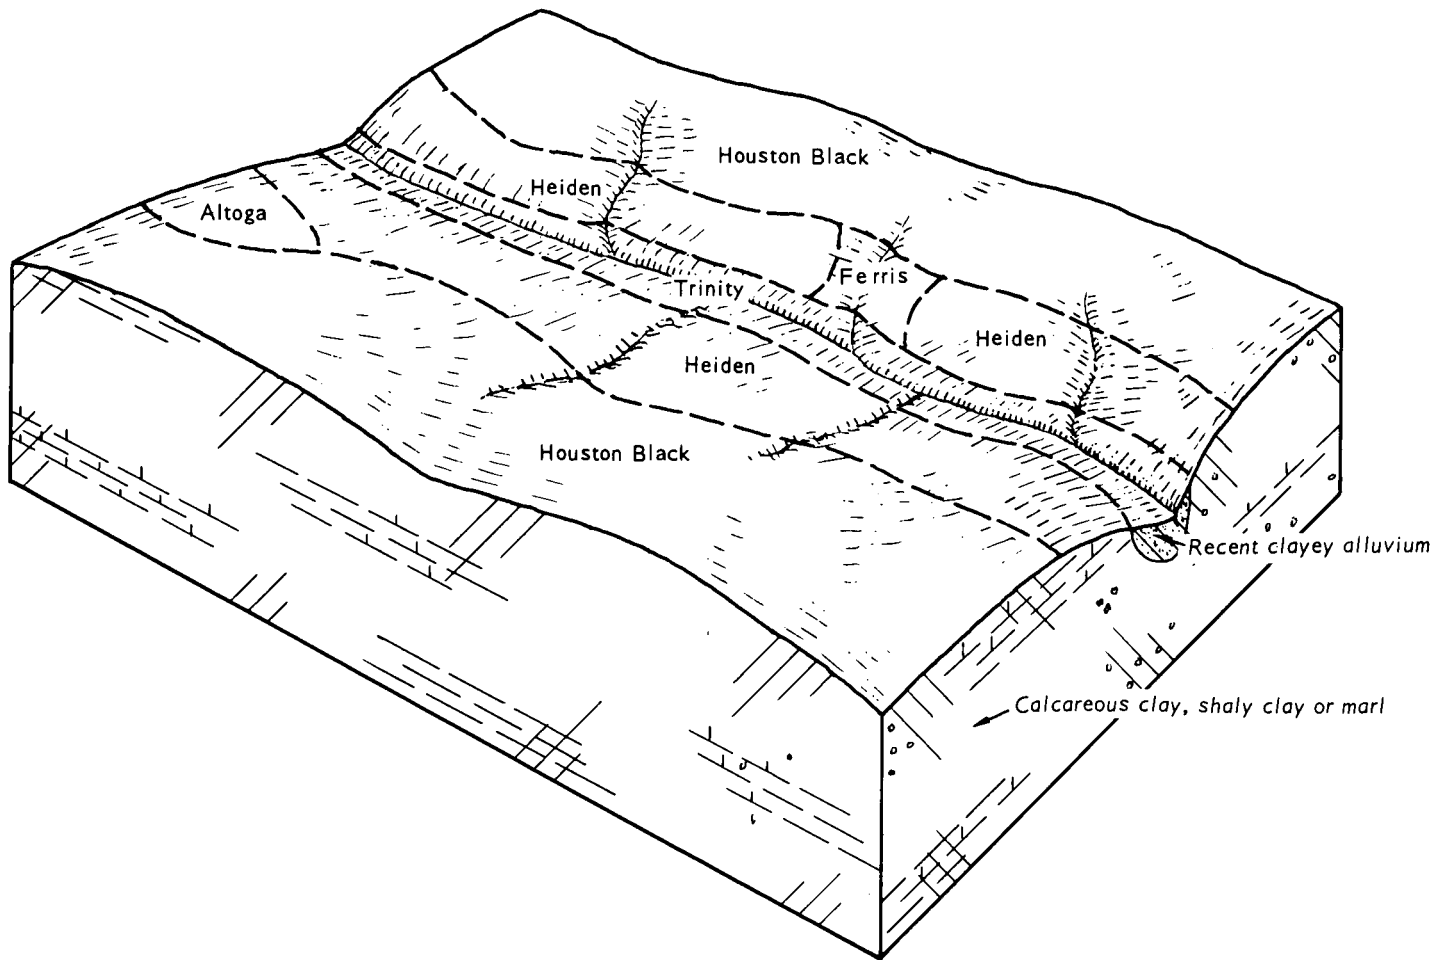 Houston Black
Heiden
Altoga
Ferris
Trinity
Heiden
Heiden
Houston Black
Recent clayey alluvium
Calcareous clay, shaly clay or marl